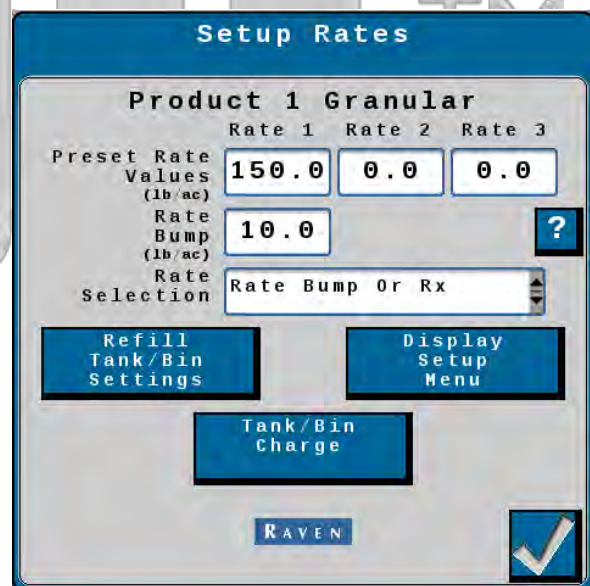 Setup Rates
Product 1 Granular
Rate 1 Rate 2 Rate 3
Preset Rate
Values
(lb/ac)
150.0 0.0 0.0
Rate
Bump
(lb/ac)
10.0
?
Rate
Selection
Rate Bump Or Rx
Refill
Tank/Bin
Settings
Display
Setup
Menu
Tank/Bin
Charge
RAVEN